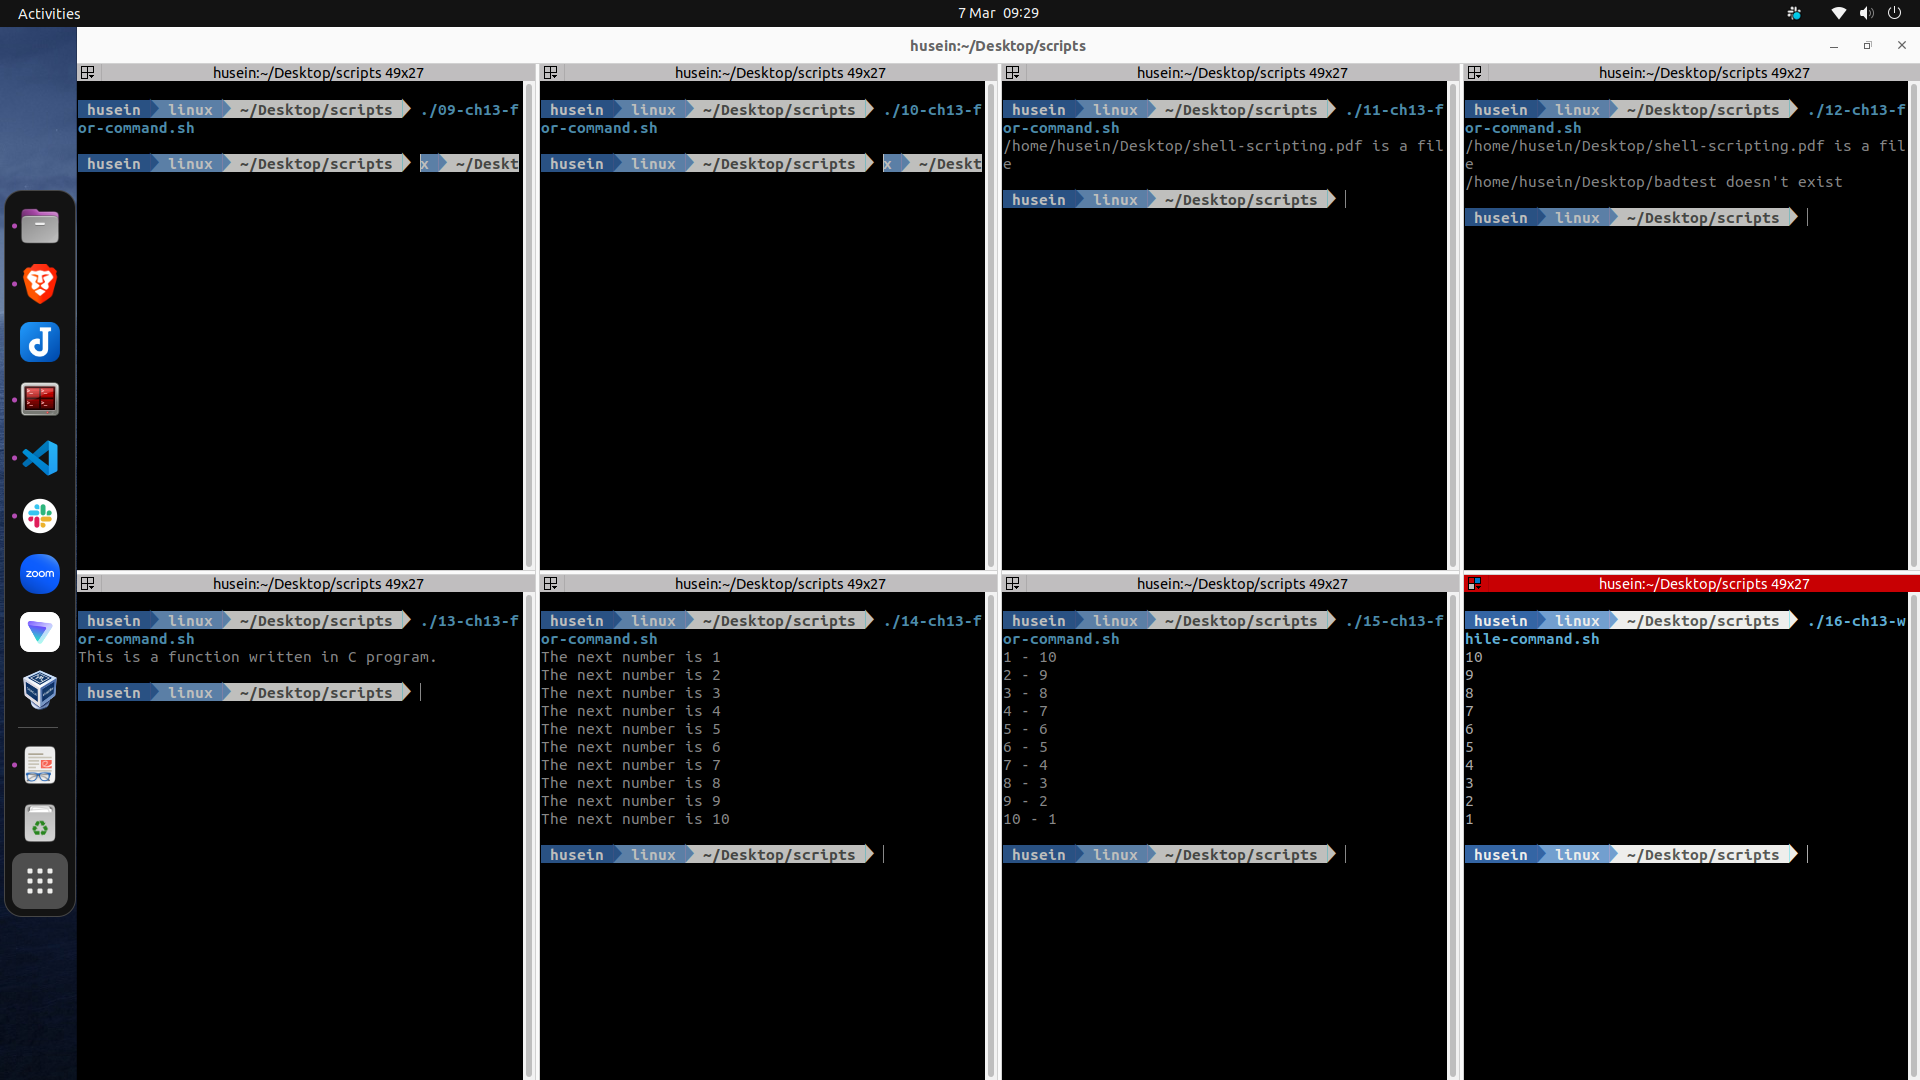 Activities
7 Mar 09:29
husein:~/Desktop/scripts
husein:~/Desktop/scripts 49x27
husein linux ~/Desktop/scripts ./09-ch13-f
or-command.sh
husein linux ~/Desktop/scripts x ~/Deskt
husein:~/Desktop/scripts 49x27
husein linux ~/Desktop/scripts ./10-ch13-f
or-command.sh
husein linux ~/Desktop/scripts x ~/Deskt
husein:~/Desktop/scripts 49x27
husein linux ~/Desktop/scripts ./11-ch13-f
or-command.sh
/home/husein/Desktop/shell-scripting.pdf is a fil
e
husein linux ~/Desktop/scripts
husein:~/Desktop/scripts 49x27
husein linux ~/Desktop/scripts ./12-ch13-f
or-command.sh
/home/husein/Desktop/shell-scripting.pdf is a fil
e
/home/husein/Desktop/badtest doesn't exist
husein linux ~/Desktop/scripts
husein:~/Desktop/scripts 49x27
husein linux ~/Desktop/scripts ./13-ch13-f
or-command.sh
This is a function written in C program.
husein linux ~/Desktop/scripts
husein:~/Desktop/scripts 49x27
husein linux ~/Desktop/scripts ./14-ch13-f
or-command.sh
The next number is 1
The next number is 2
The next number is 3
The next number is 4
The next number is 5
The next number is 6
The next number is 7
The next number is 8
The next number is 9
The next number is 10
husein linux ~/Desktop/scripts
husein:~/Desktop/scripts 49x27
husein linux ~/Desktop/scripts ./15-ch13-f
or-command.sh
1 - 10
2 - 9
3 - 8
4 - 7
5 - 6
6 - 5
7 - 4
8 - 3
9 - 2
10 - 1
husein linux ~/Desktop/scripts
husein:~/Desktop/scripts 49x27
husein linux ~/Desktop/scripts ./16-ch13-w
hile-command.sh
10
9
8
7
6
5
4
3
2
1
husein linux ~/Desktop/scripts
zoom